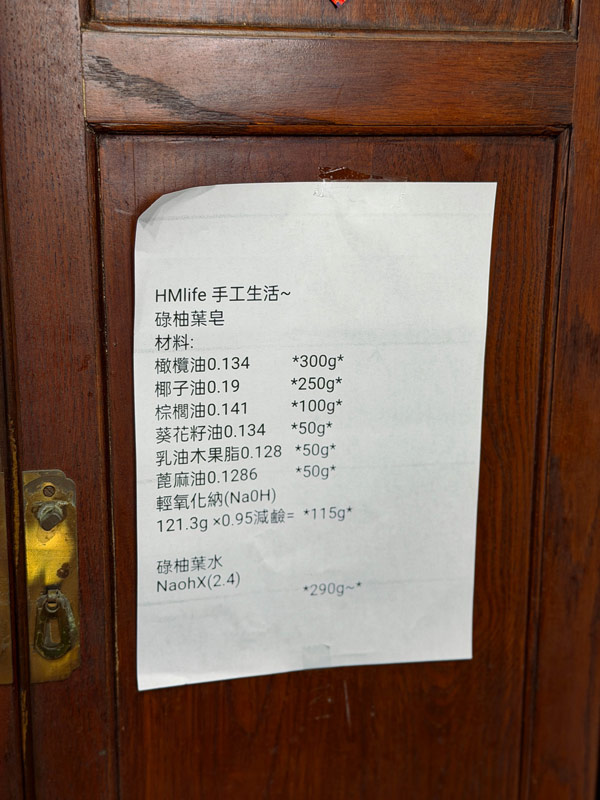 HMlife 手工生活~
碌柚葉皂
材料:
橄欖油0.134 *300g*
椰子油0.19 *250g*
棕櫚油0.141 *100g*
葵花籽油0.134 *50g*
乳油木果脂0.128 *50g*
蓖麻油0.1286 *50g*
輕氧化納(Na0H)
121.3g ×0.95減鹼= *115g*
碌柚葉水
NaohX(2.4) *290g~*